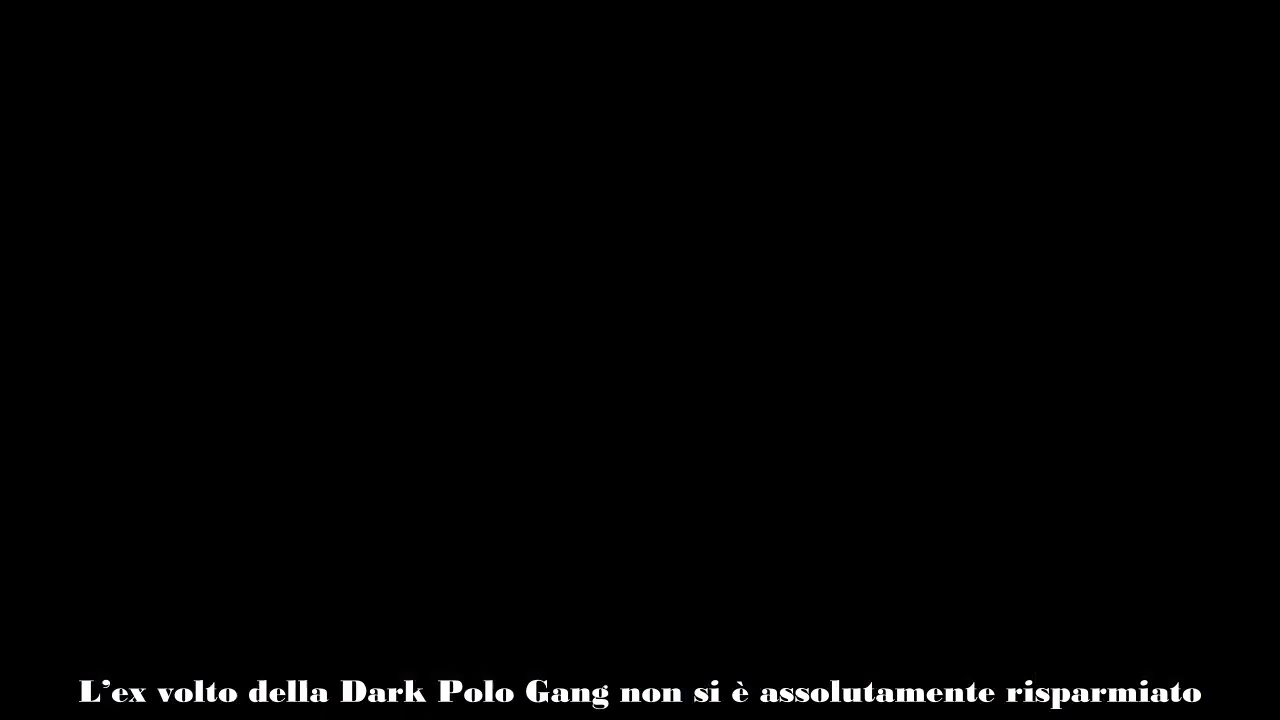 L’ex volto della Dark Polo Gang non si è assolutamente risparmiato